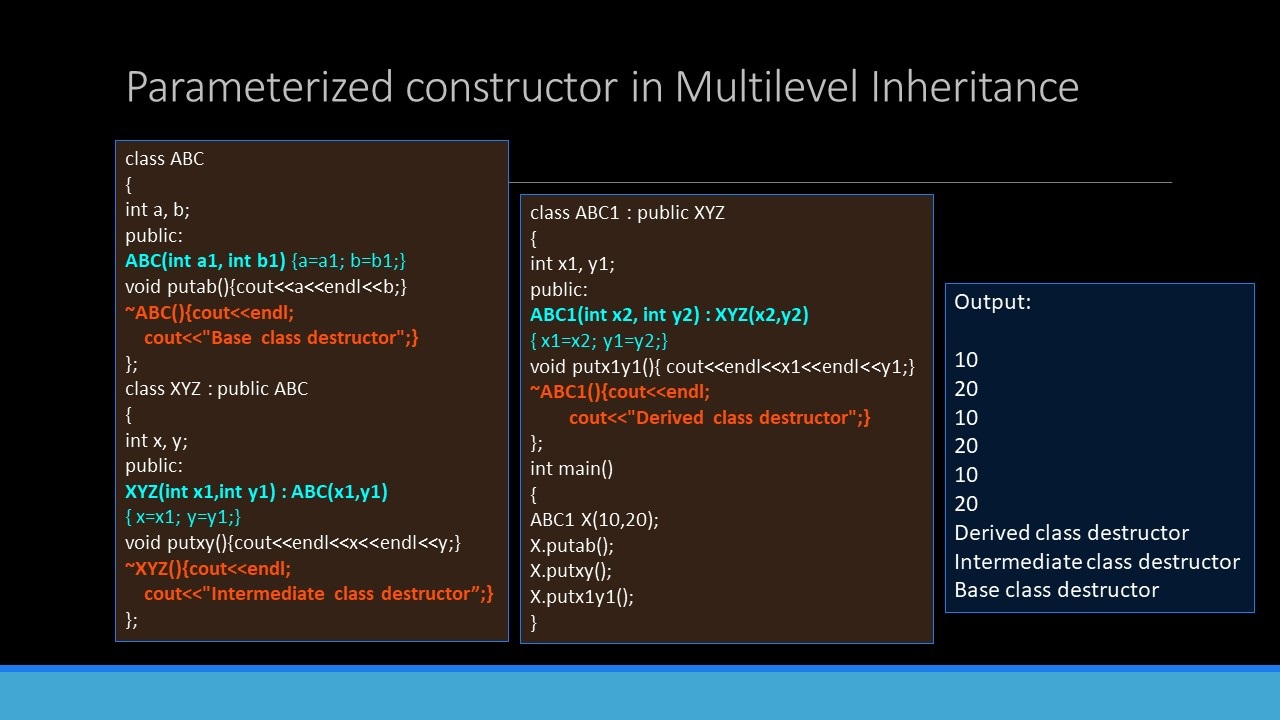 Parameterized constructor in Multilevel Inheritance
class ABC
{
int a, b;
public:
ABC(int a1, int b1) {a=a1; b=b1;}
void putab(){cout<<a<<endl<<b;}
~ABC(){cout<<endl;
cout<<"Base class destructor";}
};
class XYZ : public ABC
{
int x, y;
public:
XYZ(int x1,int y1) : ABC(x1,y1)
{ x=x1; y=y1;}
void putxy(){cout<<endl<<x<<endl<<y;}
~XYZ(){cout<<endl;
cout<<"Intermediate class destructor”;}
};
class ABC1 : public XYZ
{
int x1, y1;
public:
ABC1(int x2, int y2) : XYZ(x2,y2)
{ x1=x2; y1=y2;}
void putx1y1(){ cout<<endl<<x1<<endl<<y1;}
~ABC1(){cout<<endl;
cout<<"Derived class destructor";}
};
int main()
{
ABC1 X(10,20);
X.putab();
X.putxy();
X.putx1y1();
}
Output:
10
20
10
20
10
20
Derived class destructor
Intermediate class destructor
Base class destructor